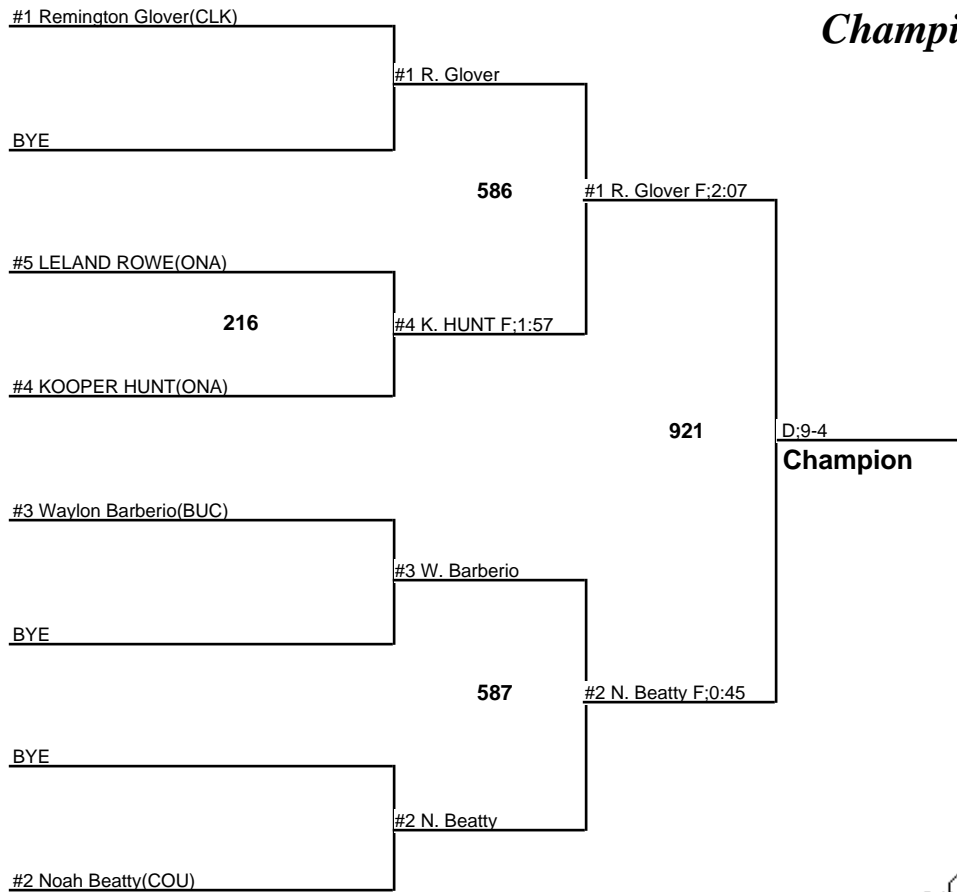 #1 Remington Glover(CLK)
#1 R. Glover
BYE
586
#1 R. Glover F;2:07
#5 LELAND ROWE(ONA)
216
#4 K. HUNT F;1:57
#4 KOOPER HUNT(ONA)
921
D;9-4
Champion
#3 Waylon Barberio(BUC)
#3 W. Barberio
BYE
587
#2 N. Beatty F;0:45
BYE
#2 N. Beatty
#2 Noah Beatty(COU)